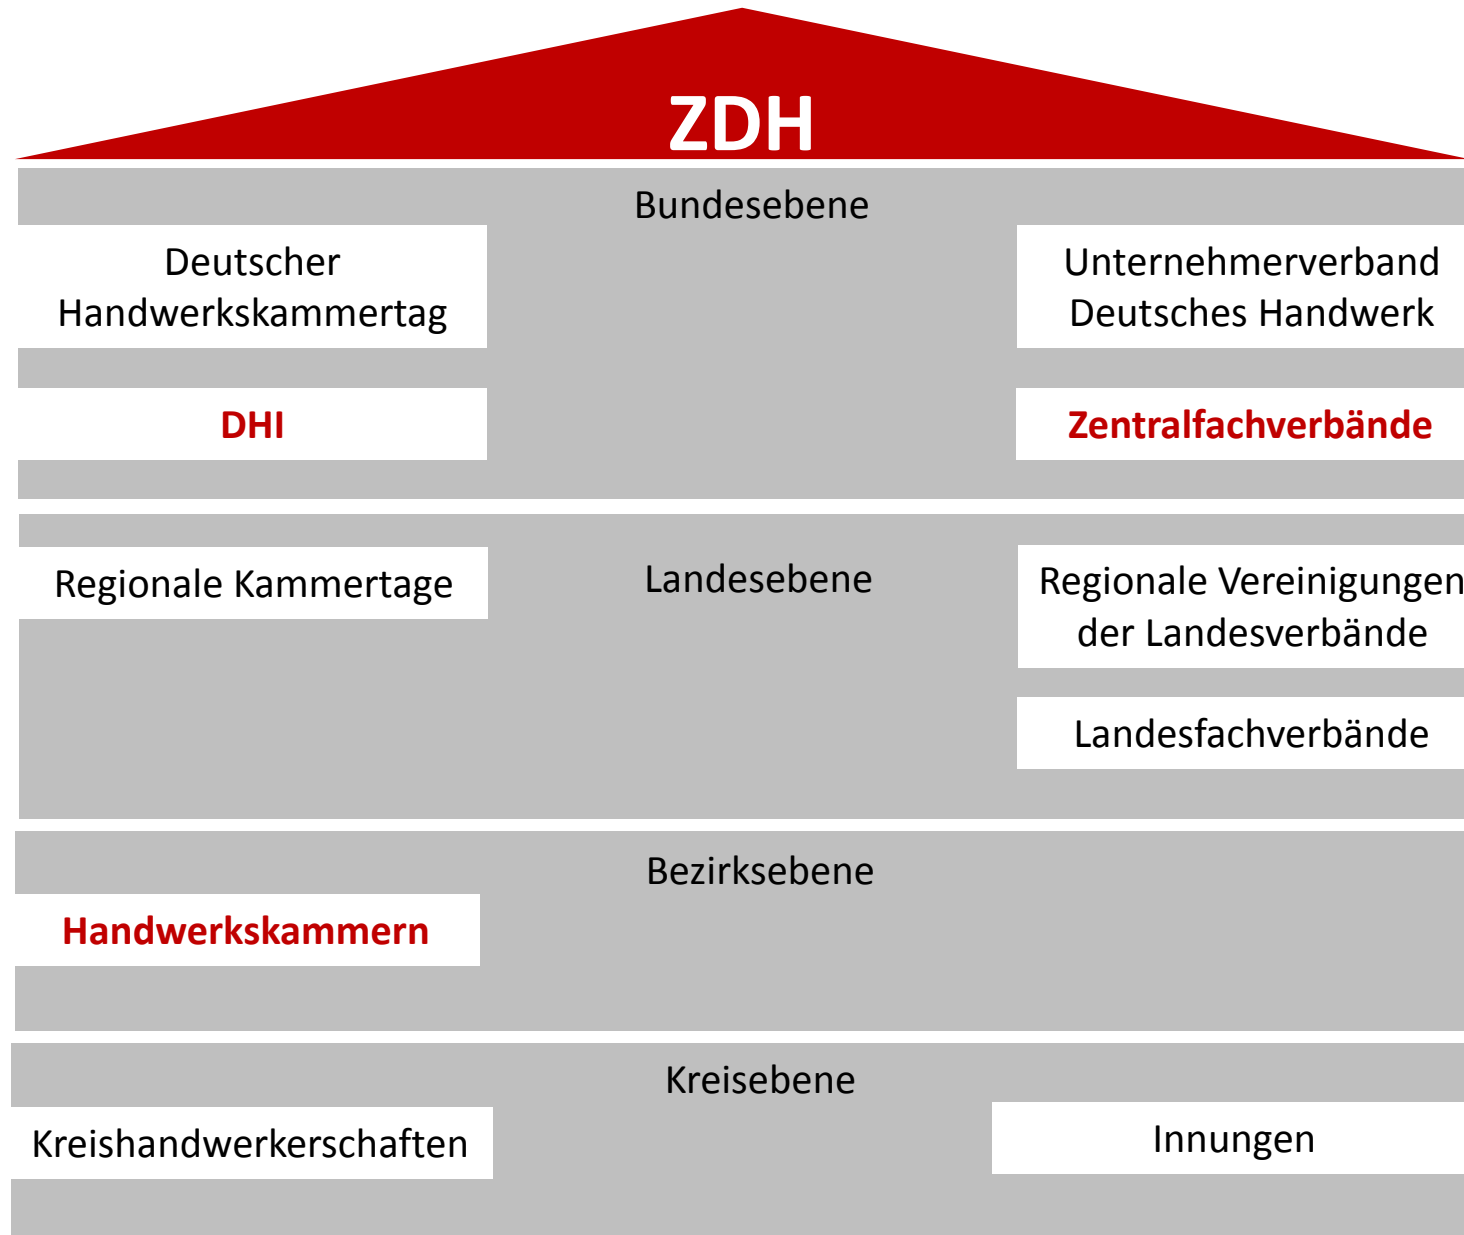 ZDH
Bundesebene
Deutscher
Handwerkskammertag
Unternehmerverband
Deutsches Handwerk
DHI
Zentralfachverbände
Landesebene
Regionale Kammertage
Regionale Vereinigungen
der Landesverbände
Landesfachverbände
Bezirksebene
Handwerkskammern
Kreisebene
Kreishandwerkerschaften
Innungen